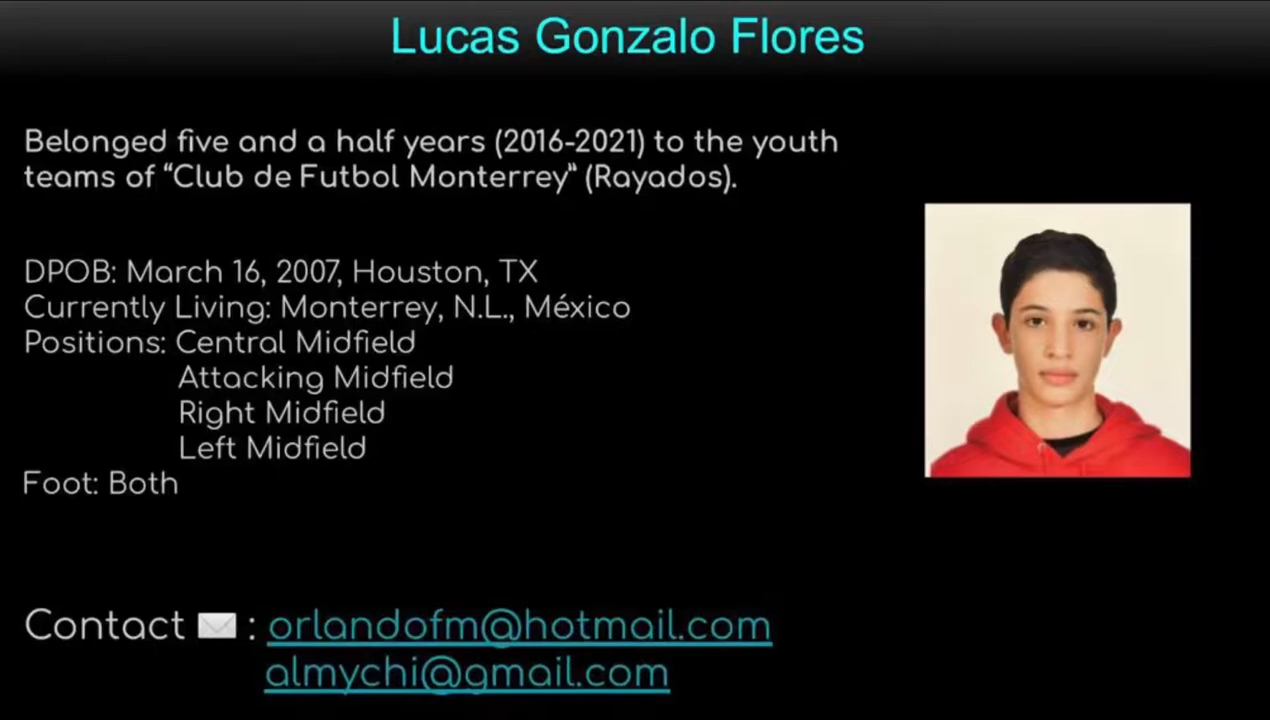 Lucas Gonzalo Flores
Belonged five and a half years (2016-2021) to the youth
teams of “Club de Futbol Monterrey” (Rayados).
DPOB: March 16, 2007, Houston, TX
Currently Living: Monterrey, N.L., México
Positions: Central Midfield
Attacking Midfield
Right Midfield
Left Midfield
Foot: Both
Contact ✉️ : orlandofm@hotmail.com
almychi@gmail.com